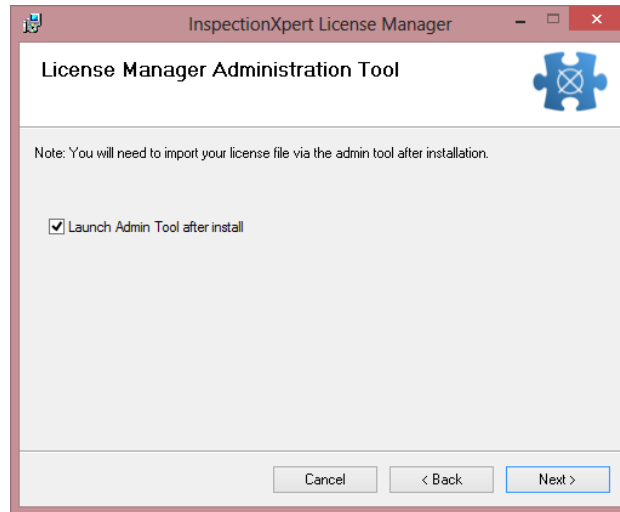 InspectionXpert License Manager
License Manager Administration Tool
Note: You will need to import your license file via the admin tool after installation.
Launch Admin Tool after install
Cancel
< Back
Next >